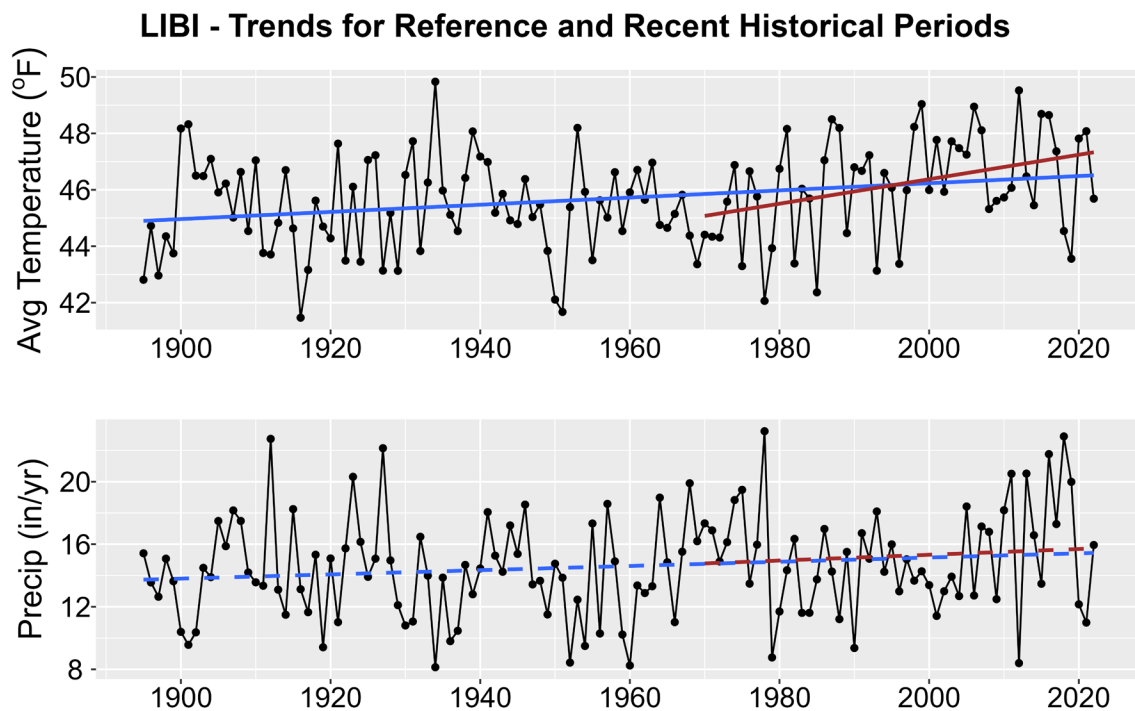 LIBI - Trends for Reference and Recent Historical Periods
Avg Temperature (°F)
50
48
46
44
42
1900 1920 1940 1960 1980 2000 2020
Precip (in/yr)
20
16
12
8
1900 1920 1940 1960 1980 2000 2020